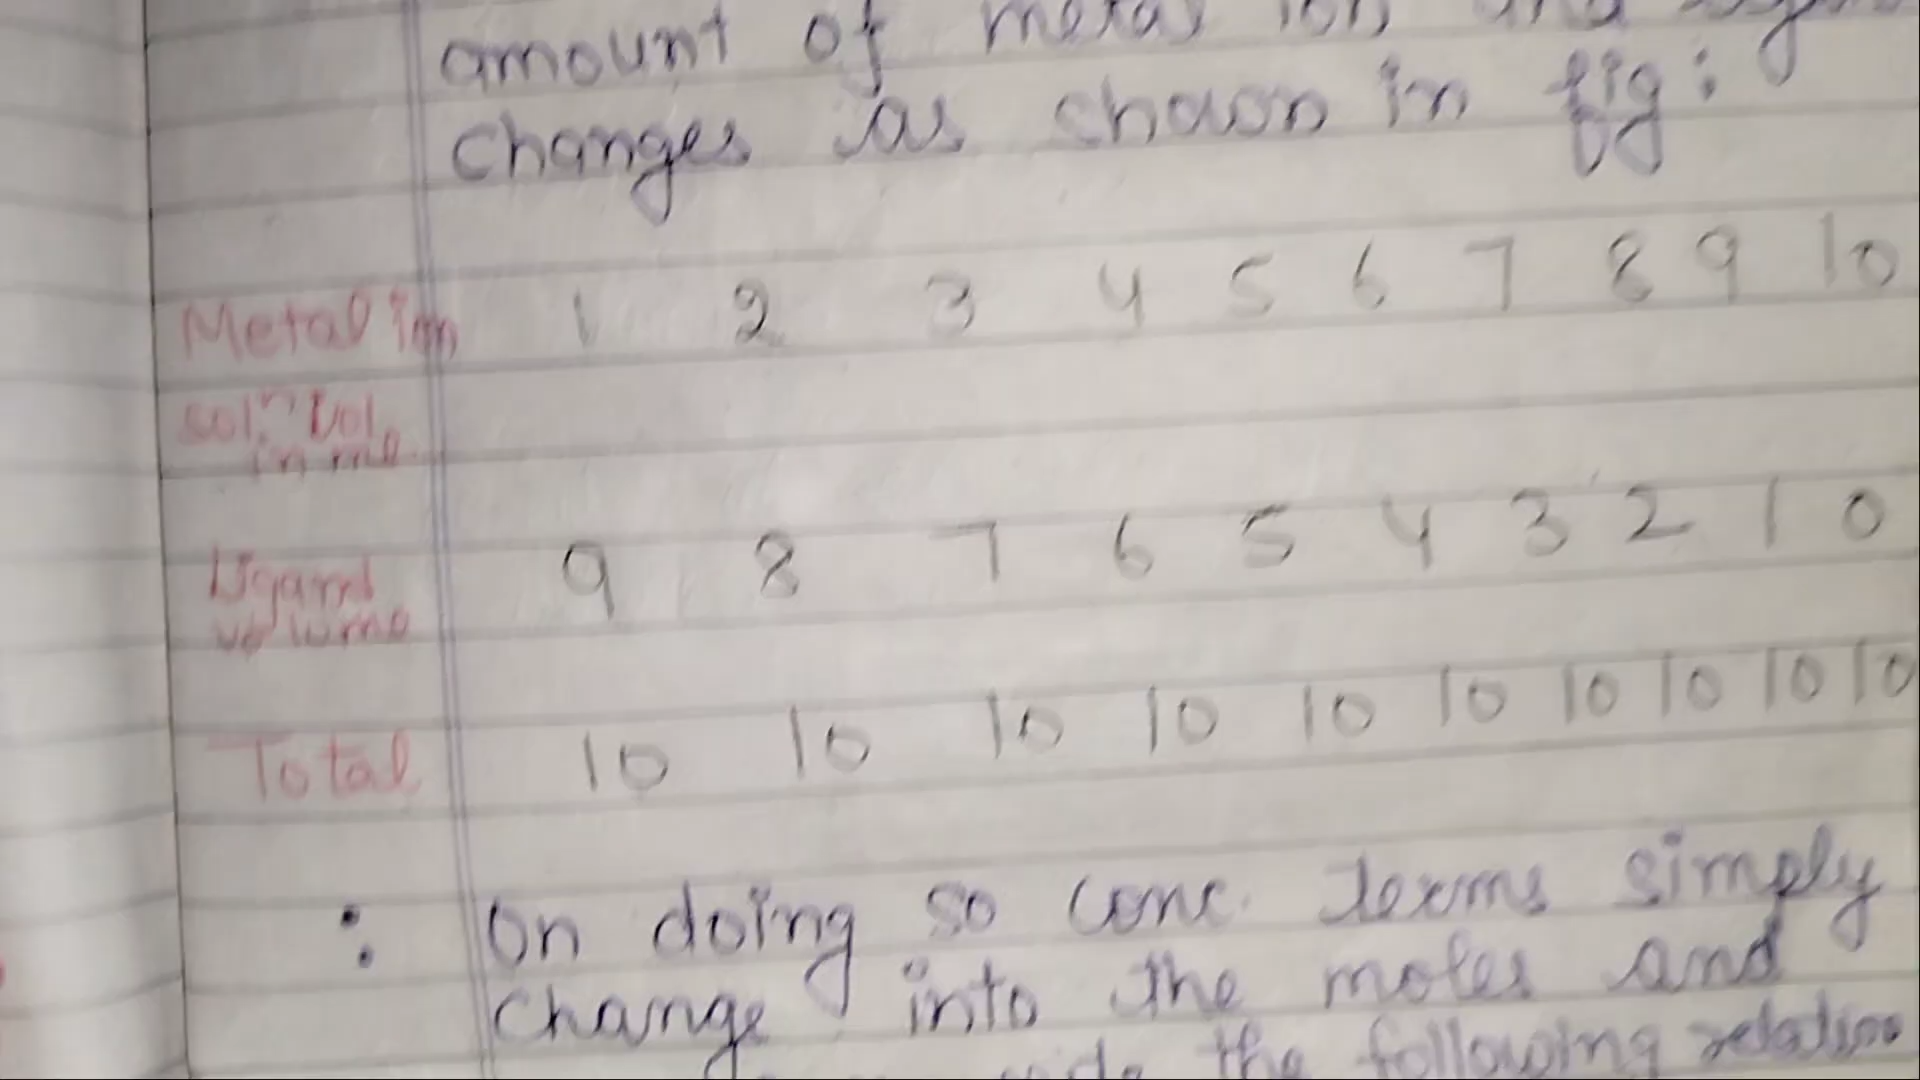 amount of metal ion and
changes as shown in fig:
Metal ion 1 2 3 4 5 6 7 8 9 10
sol.n Vol.
in ml
Ligand volume 9 8 7 6 5 4 3 2 1 0
Total 10 10 10 10 10 10 10 10 10 10
: On doing so conc. terms simply
change into the moles and
the following relation